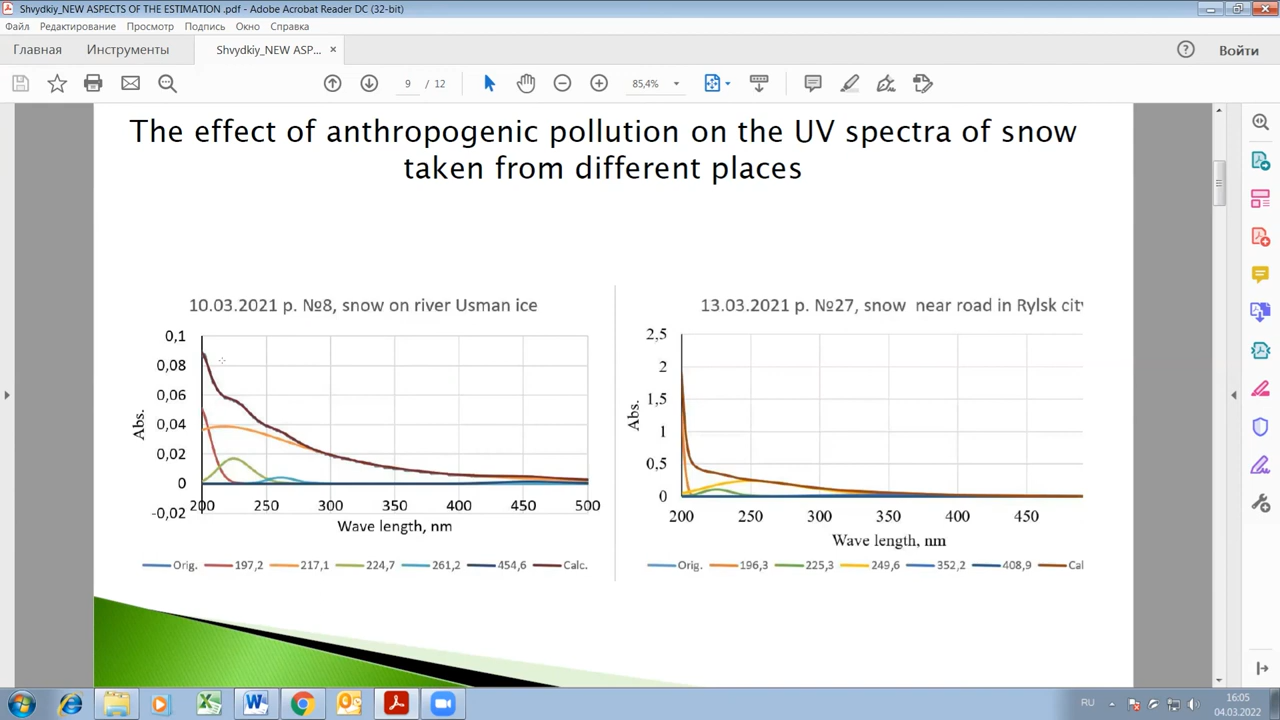 Shvydkiy_NEW ASPECTS OF THE ESTIMATION .pdf - Adobe Acrobat Reader DC (32-bit)
Файл Редактирование Просмотр Подпись Окно Справка
Главная Инструменты Shvydkiy_NEW ASP... × Войти
9 / 12 85,4%
The effect of anthropogenic pollution on the UV spectra of snow
taken from different places
10.03.2021 p. №8, snow on river Usman ice
0,1
0,08
0,06
0,04
0,02
0
-0,02
Abs.
200 250 300 350 400 450 500
Wave length, nm
Orig. 197,2 217,1 224,7 261,2 454,6 Calc.
13.03.2021 p. №27, snow near road in Rylsk city
2,5
2
1,5
1
0,5
0
Abs.
200 250 300 350 400 450
Wave length, nm
Orig. 196,3 225,3 249,6 352,2 408,9 Cal
RU
16:05
04.03.2022